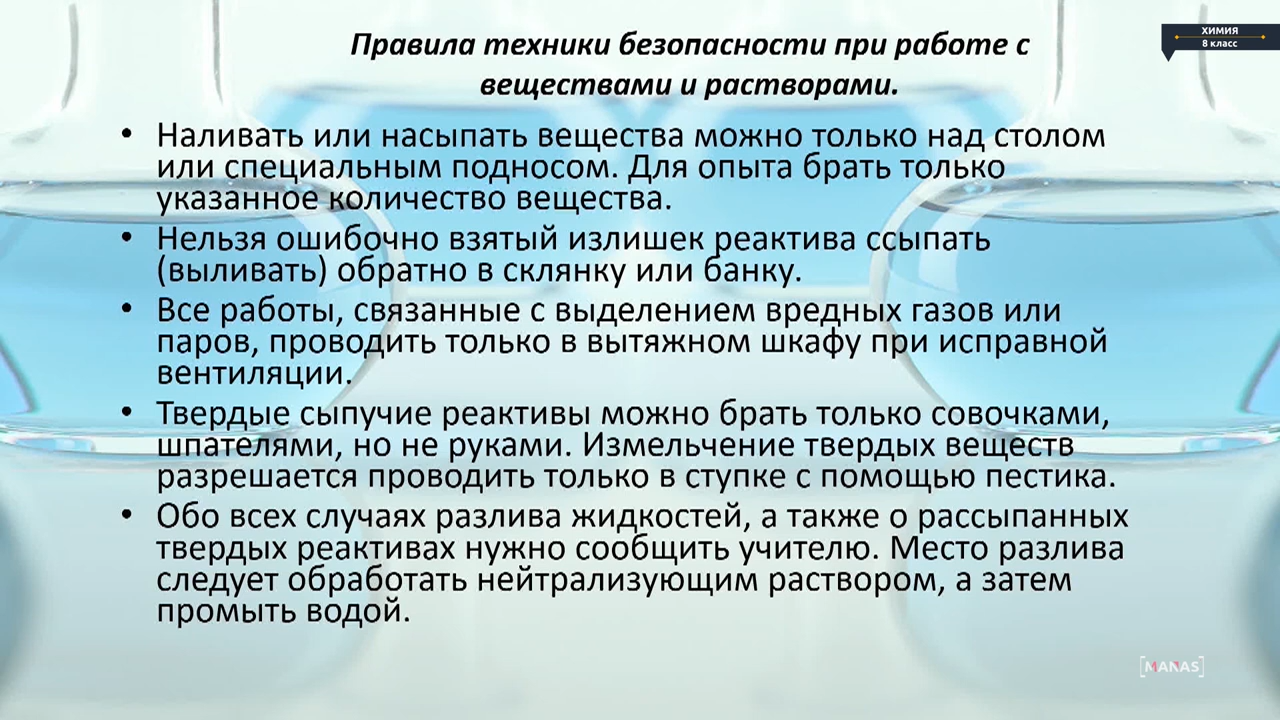 Правила техники безопасности при работе с
веществами и растворами.
ХИМИЯ
8 класс
• Наливать или насыпать вещества можно только над столом
или специальным подносом. Для опыта брать только
указанное количество вещества.
• Нельзя ошибочно взятый излишек реактива ссыпать
(выливать) обратно в склянку или банку.
• Все работы, связанные с выделением вредных газов или
паров, проводить только в вытяжном шкафу при исправной
вентиляции.
• Твердые сыпучие реактивы можно брать только совочками,
шпателями, но не руками. Измельчение твердых веществ
разрешается проводить только в ступке с помощью пестика.
• Обо всех случаях разлива жидкостей, а также о рассыпанных
твердых реактивах нужно сообщить учителю. Место разлива
следует обработать нейтрализующим раствором, а затем
промыть водой.
[MANAS]